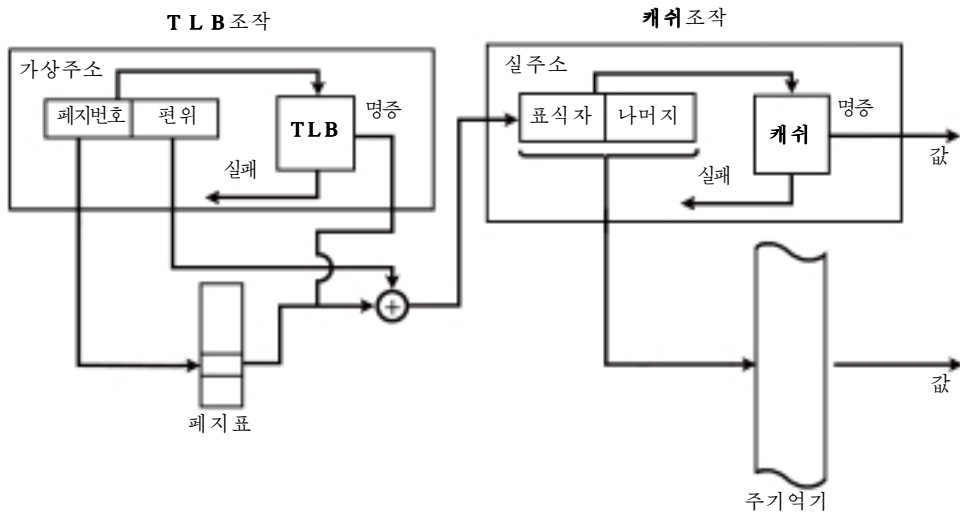 TLB조작
가상주소
페지번호 편위
TLB
명중
실패
페지표
+
캐쉬조작
실주소
표식자 나머지
캐쉬
명중
값
실패
값
주기억기